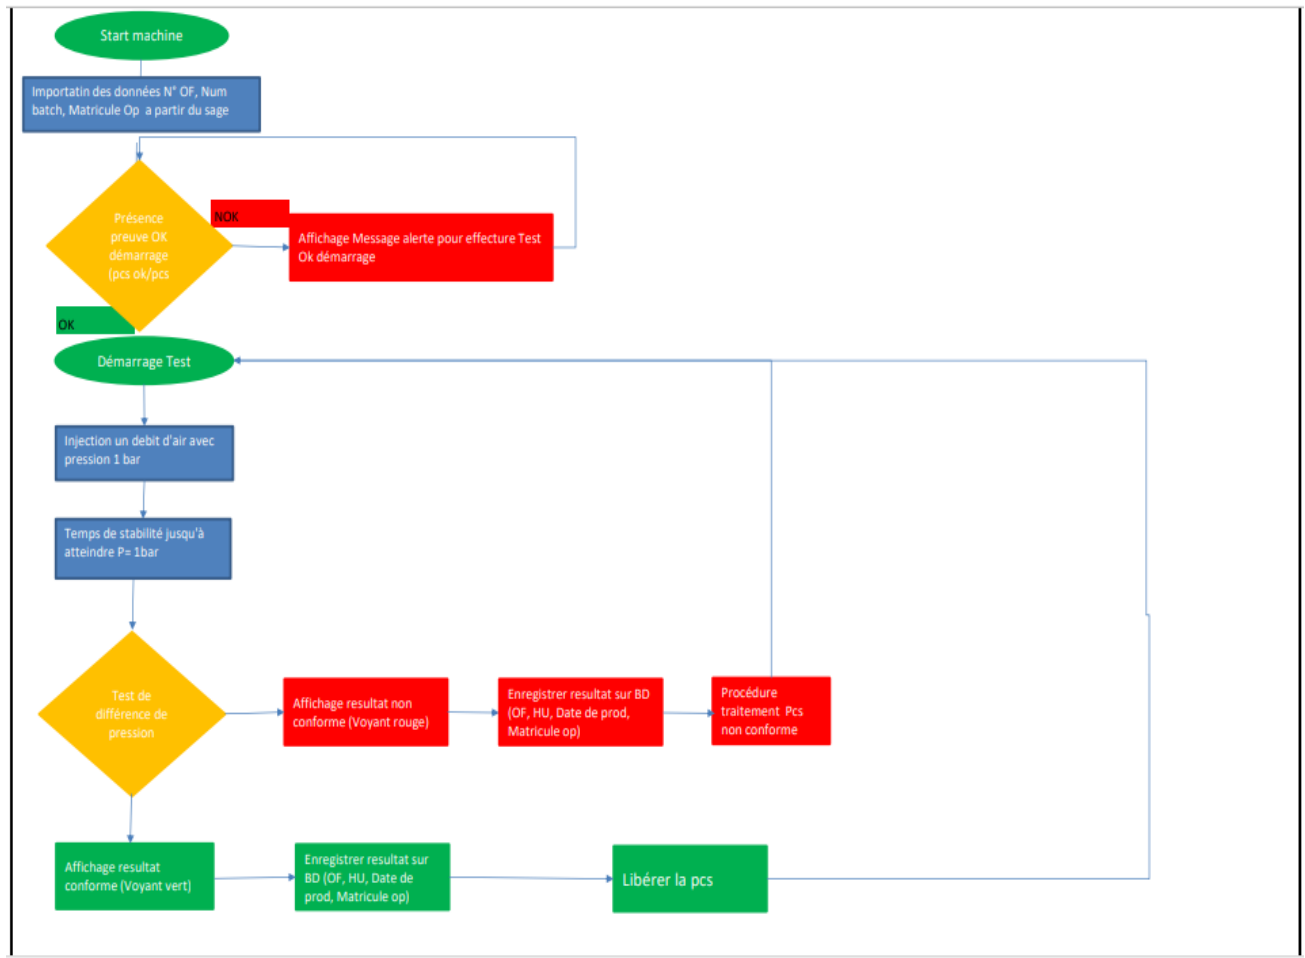 Start machine
Importatin des données N° OF, Num
batch, Matricule Op a partir du sage
Présence
preuve OK
démarrage
(pcs ok/pcs
NOK
Affichage Message alerte pour effecture Test
Ok démarrage
OK
Démarrage Test
Injection un debit d'air avec
pression 1 bar
Temps de stabilité jusqu'à
atteindre P= 1bar
Test de
différence de
pression
Affichage resultat non
conforme (Voyant rouge)
Enregistrer resultat sur BD
(OF, HU, Date de prod,
Matricule op)
Procédure
traitement Pcs
non conforme
Affichage resultat
conforme (Voyant vert)
Enregistrer resultat sur
BD (OF, HU, Date de
prod, Matricule op)
Libérer la pcs